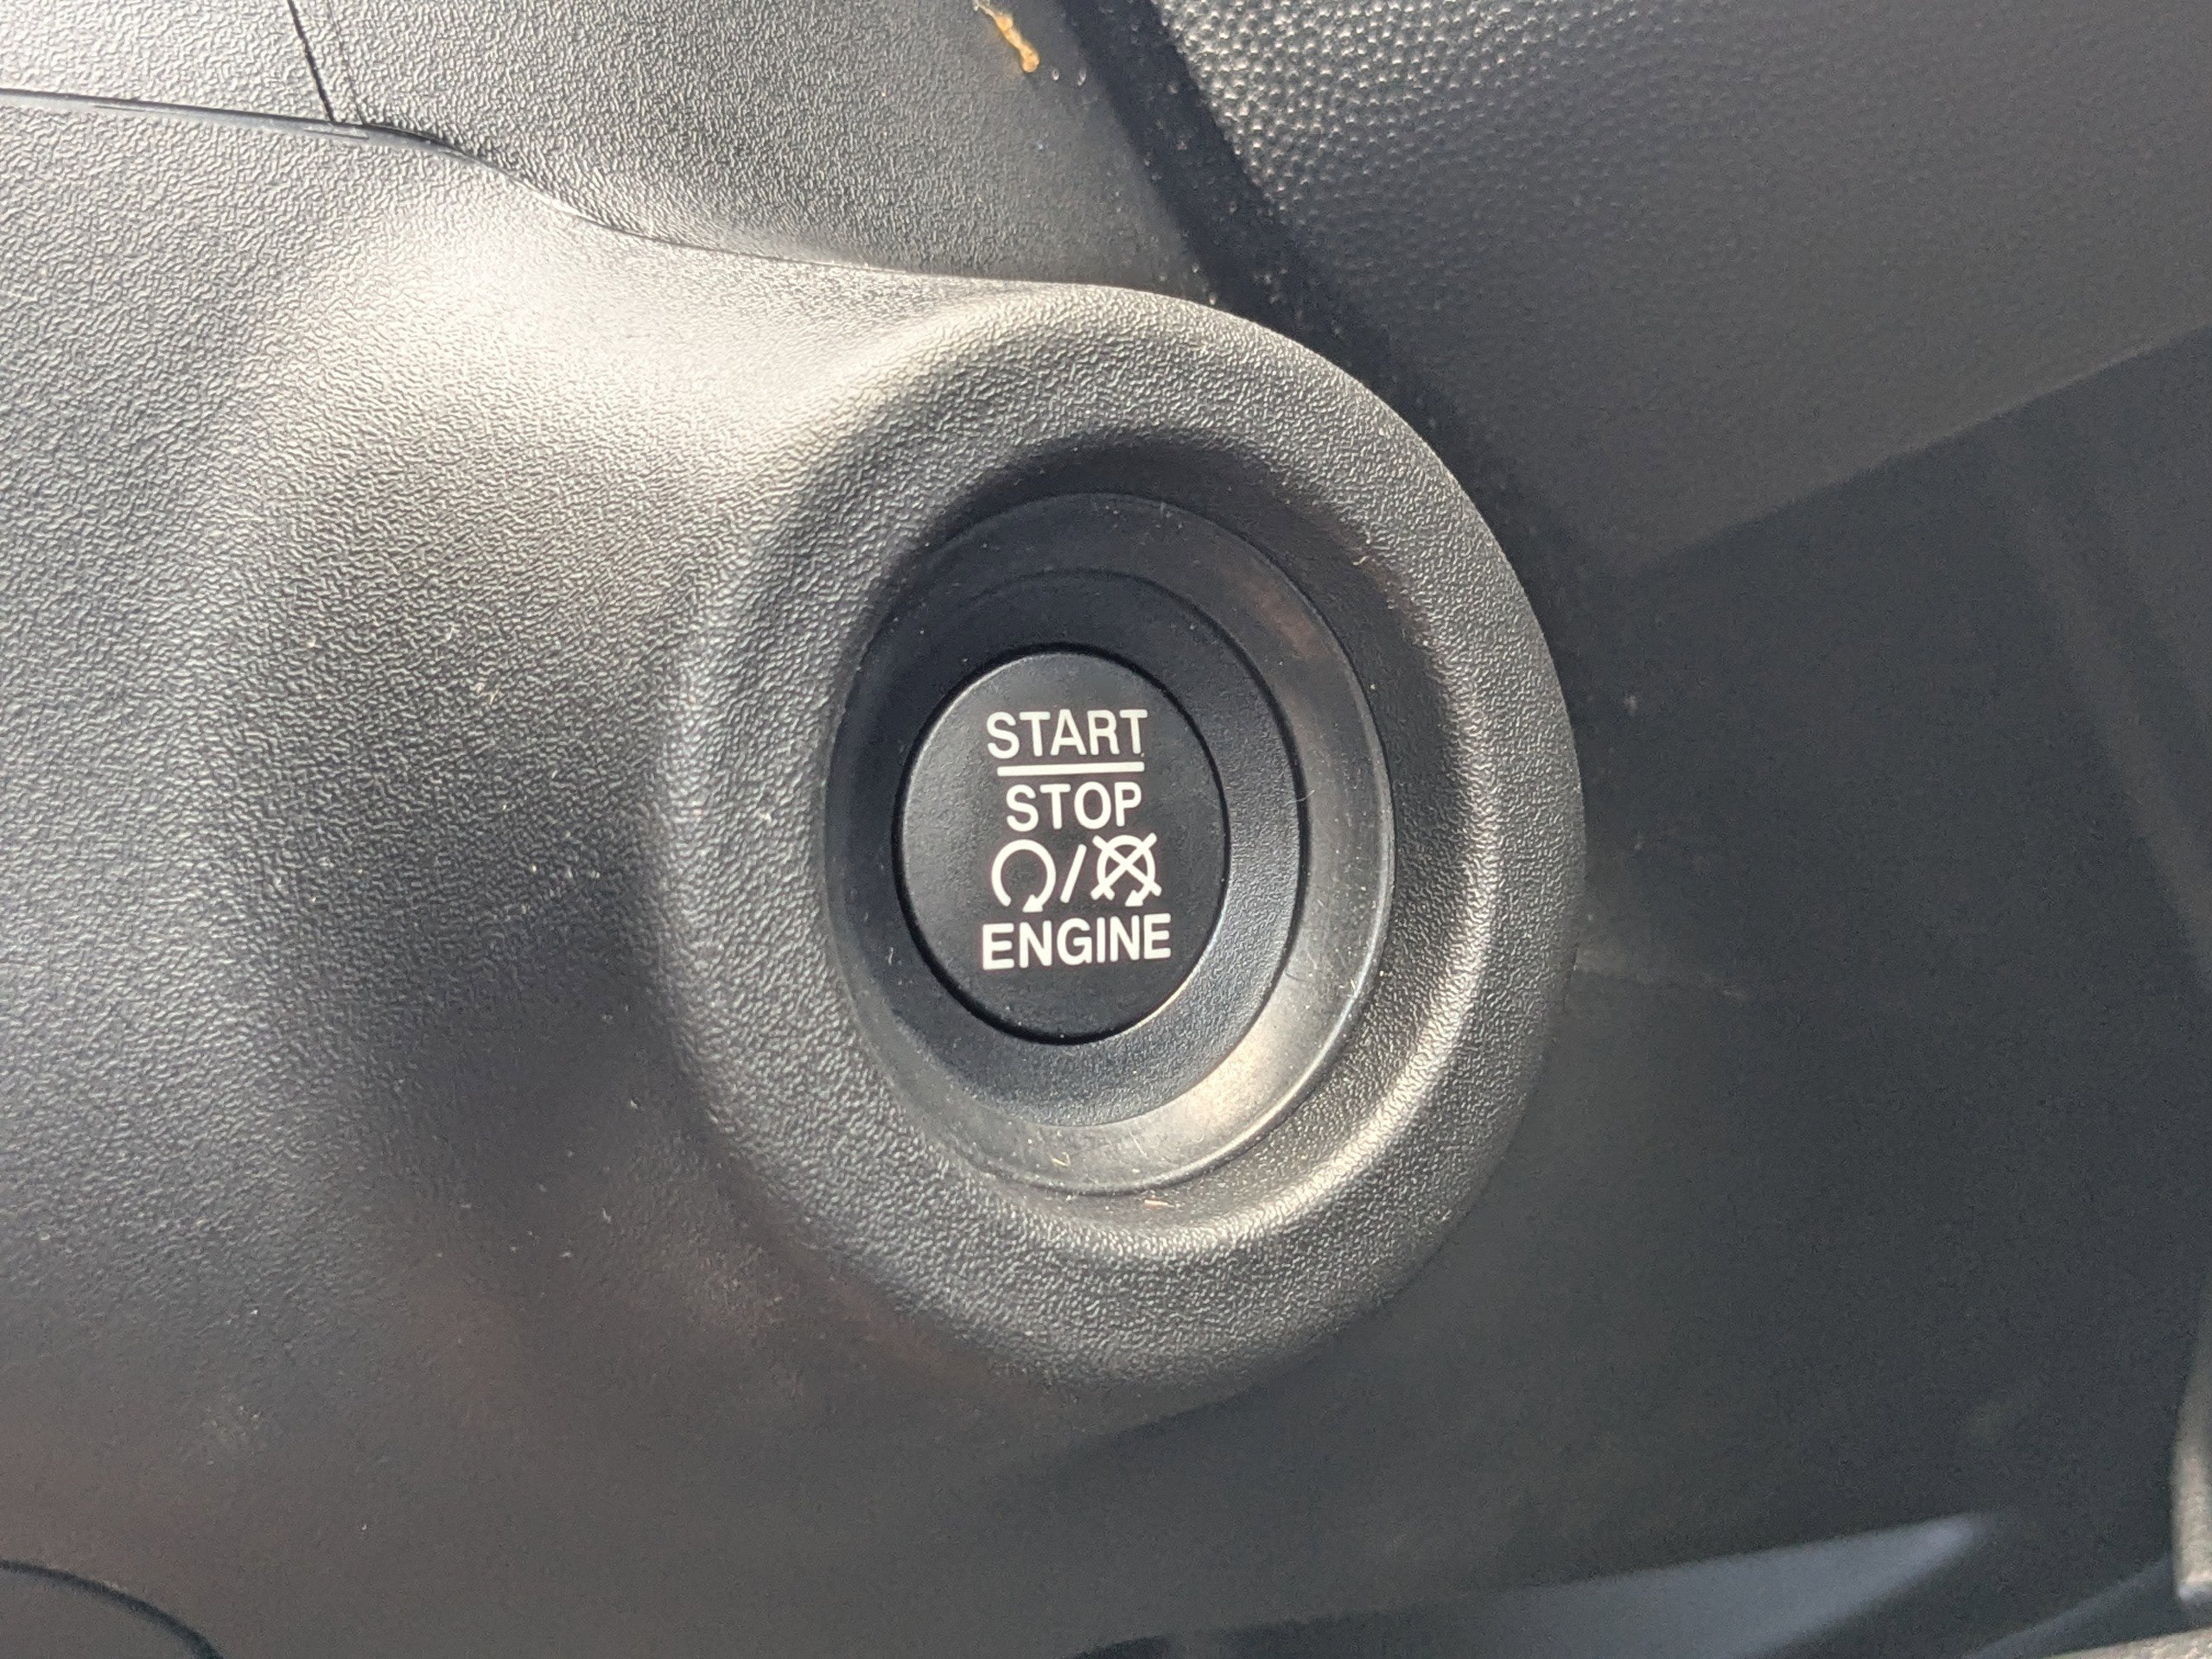 START
STOP
/
ENGINE